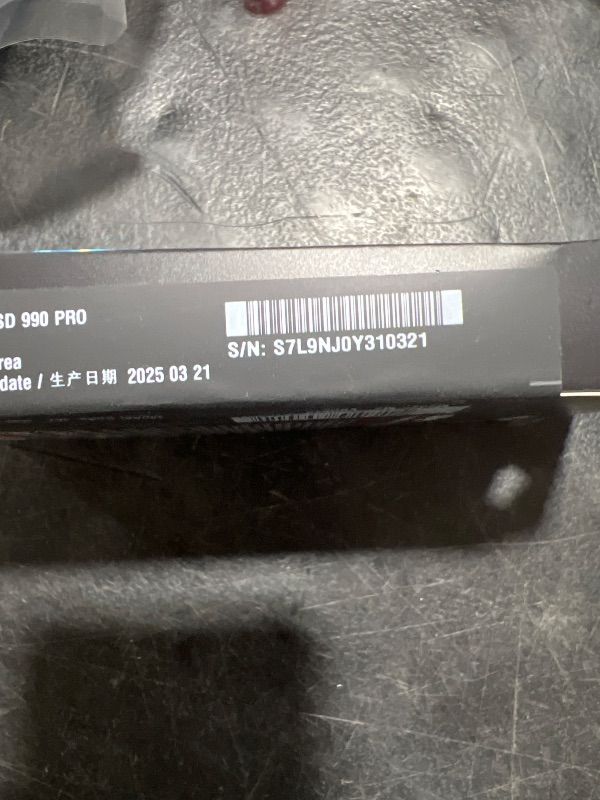 SD 990 PRO
rea
date / 生产日期 2025 03 21
S/N: S7L9NJ0Y310321